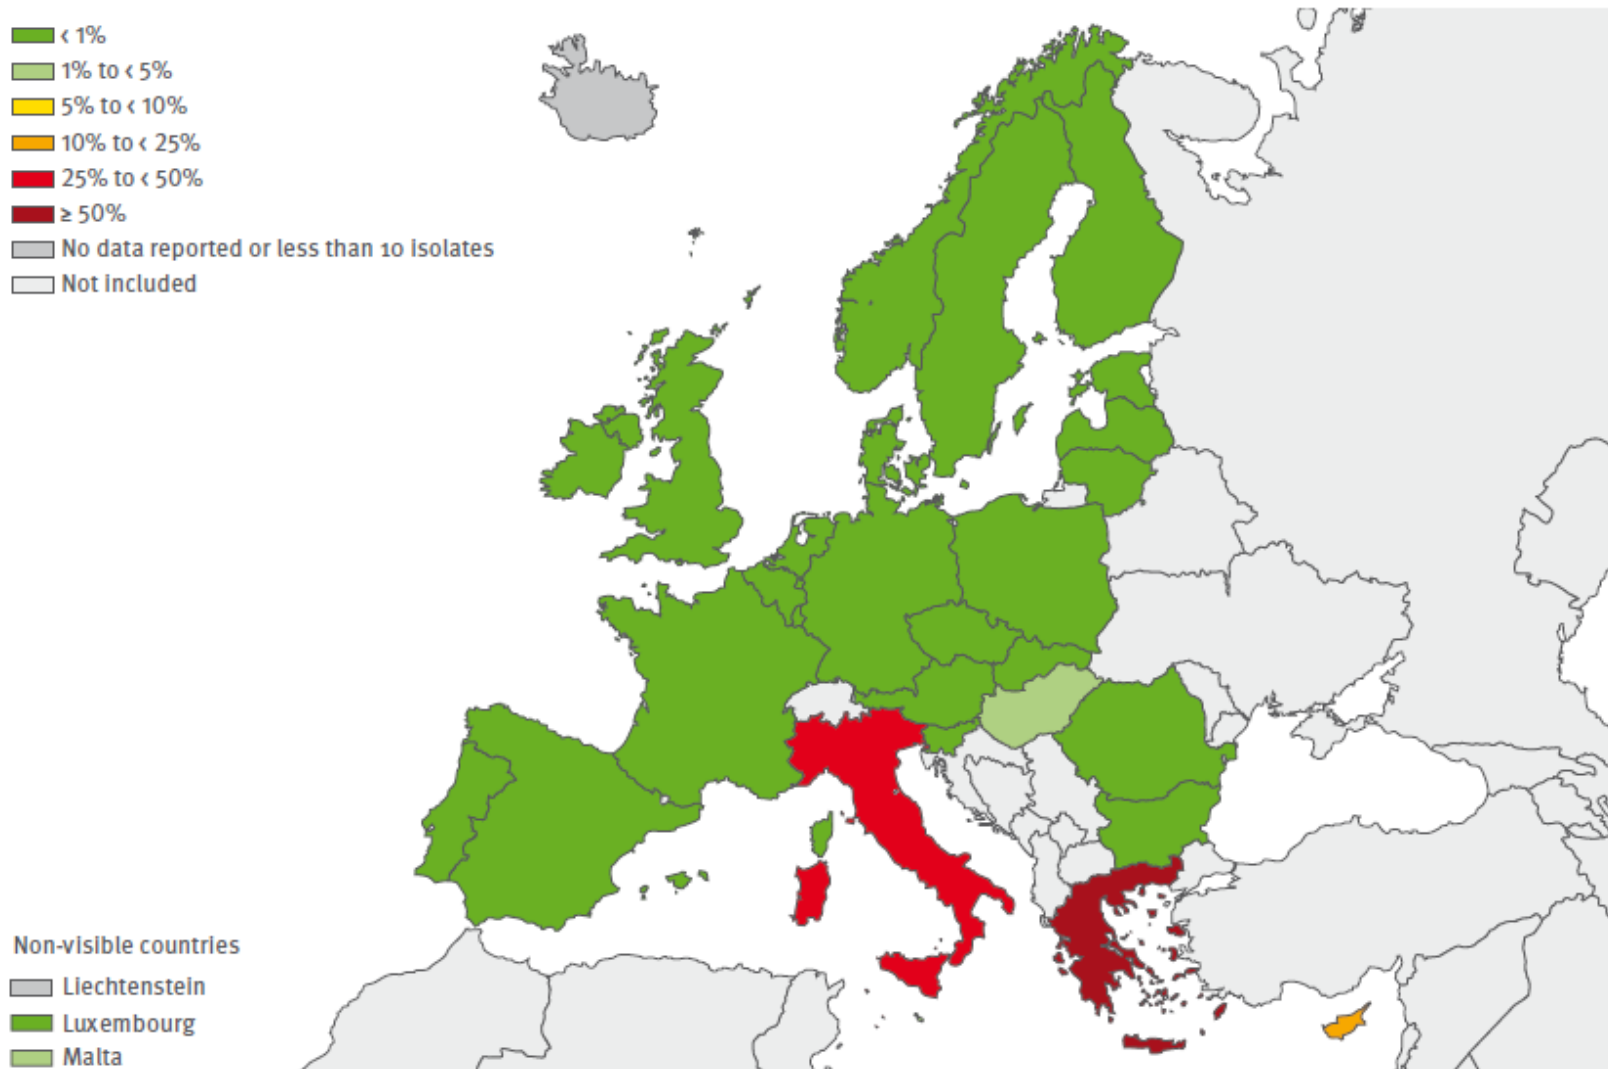 < 1%
1% to < 5%
5% to < 10%
10% to < 25%
25% to < 50%
≥ 50%
No data reported or less than 10 isolates
Not included
Non-visible countries
Liechtenstein
Luxembourg
Malta